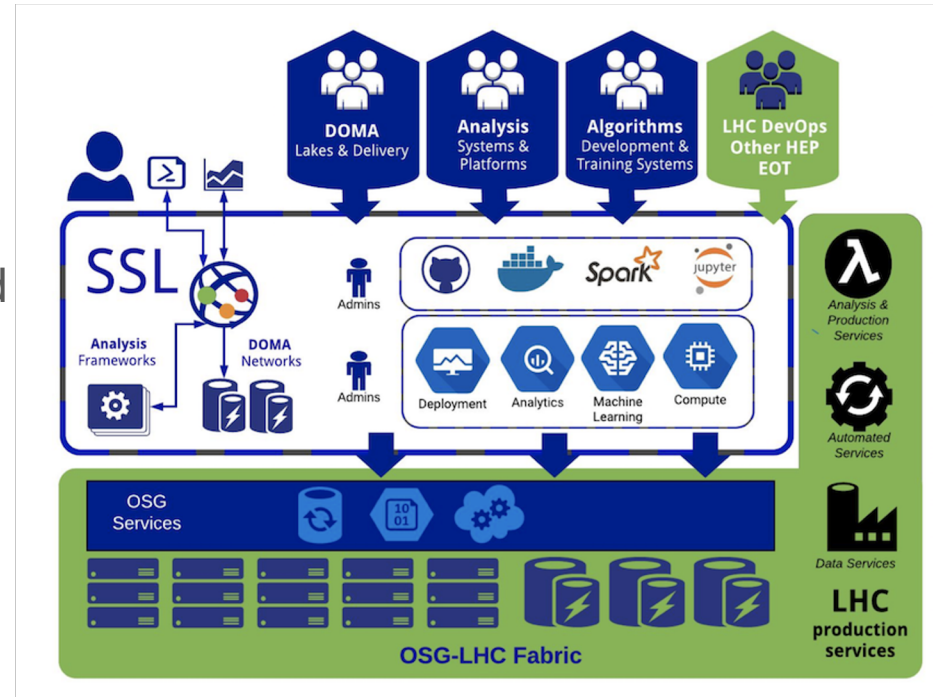 DOMA
Lakes & Delivery
Analysis
Systems &
Platforms
Algorithms
Development &
Training Systems
LHC DevOps
Other HEP
EOT
d
SSL
Admins
Spark
jupyter
Analysis
Frameworks
DOMA
Networks
Admins
Deployment
Analytics
Machine
Learning
Compute
λ
Analysis &
Production
Services
Automated
Services
Data Services
LHC
production
services
OSG
Services
10
01
OSG-LHC Fabric